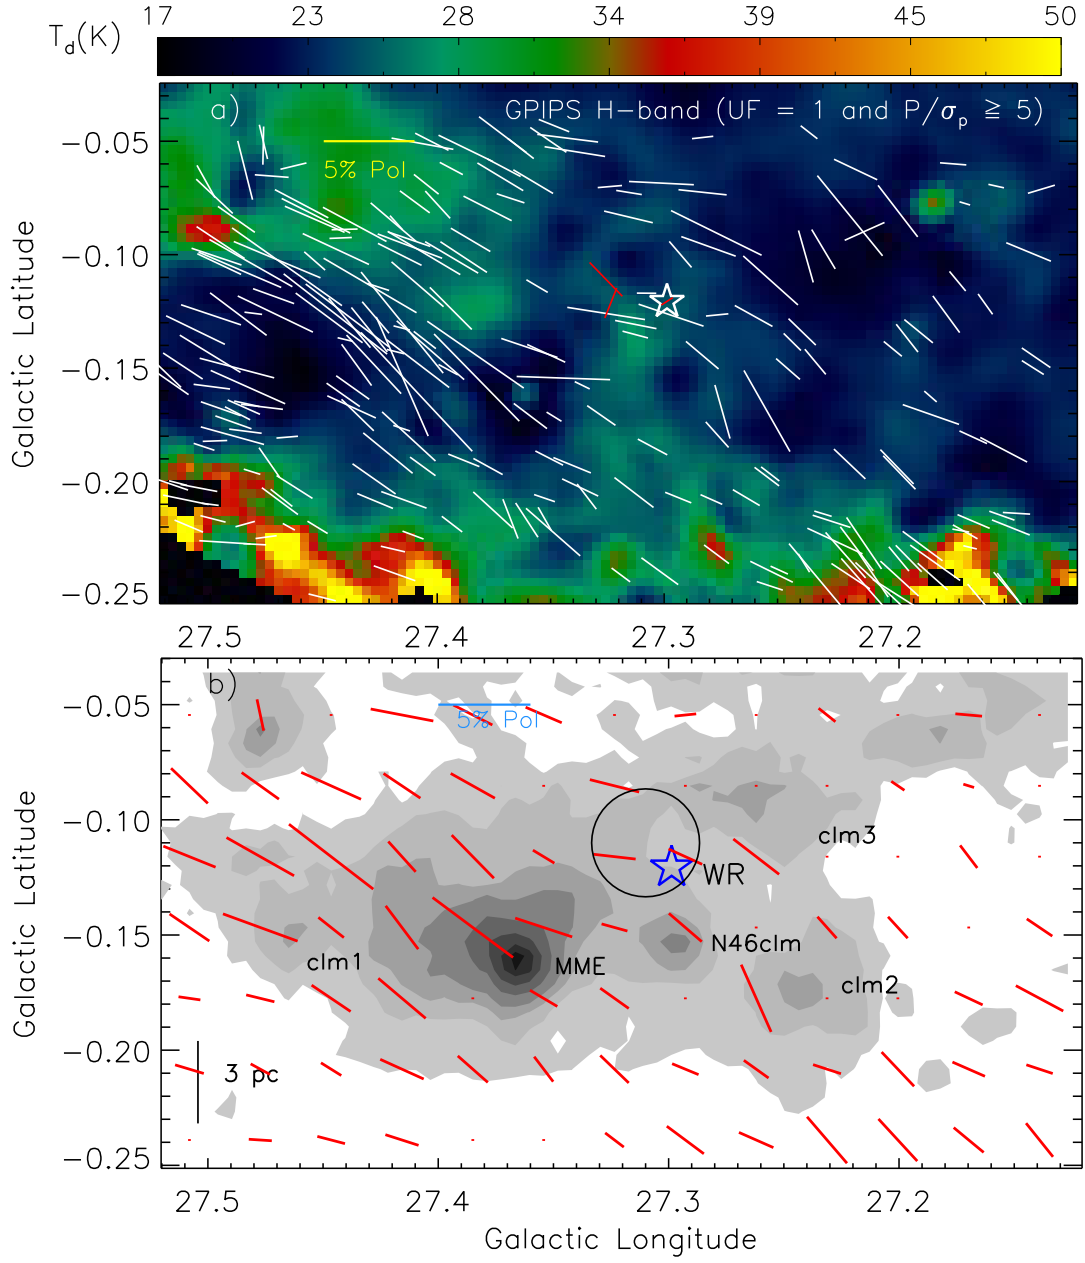 17 23 28 34 39 45 50
T_d(K)
a) GPIPS H-band (UF = 1 and P/σ_p ≧ 5)
5% Pol
Galactic Latitude
-0.05
-0.10
-0.15
-0.20
-0.25
27.5 27.4 27.3 27.2
b)
5% Pol
clm3
WR
N46clm
clm1
MME
clm2
3 pc
Galactic Latitude
-0.05
-0.10
-0.15
-0.20
-0.25
27.5 27.4 27.3 27.2
Galactic Longitude